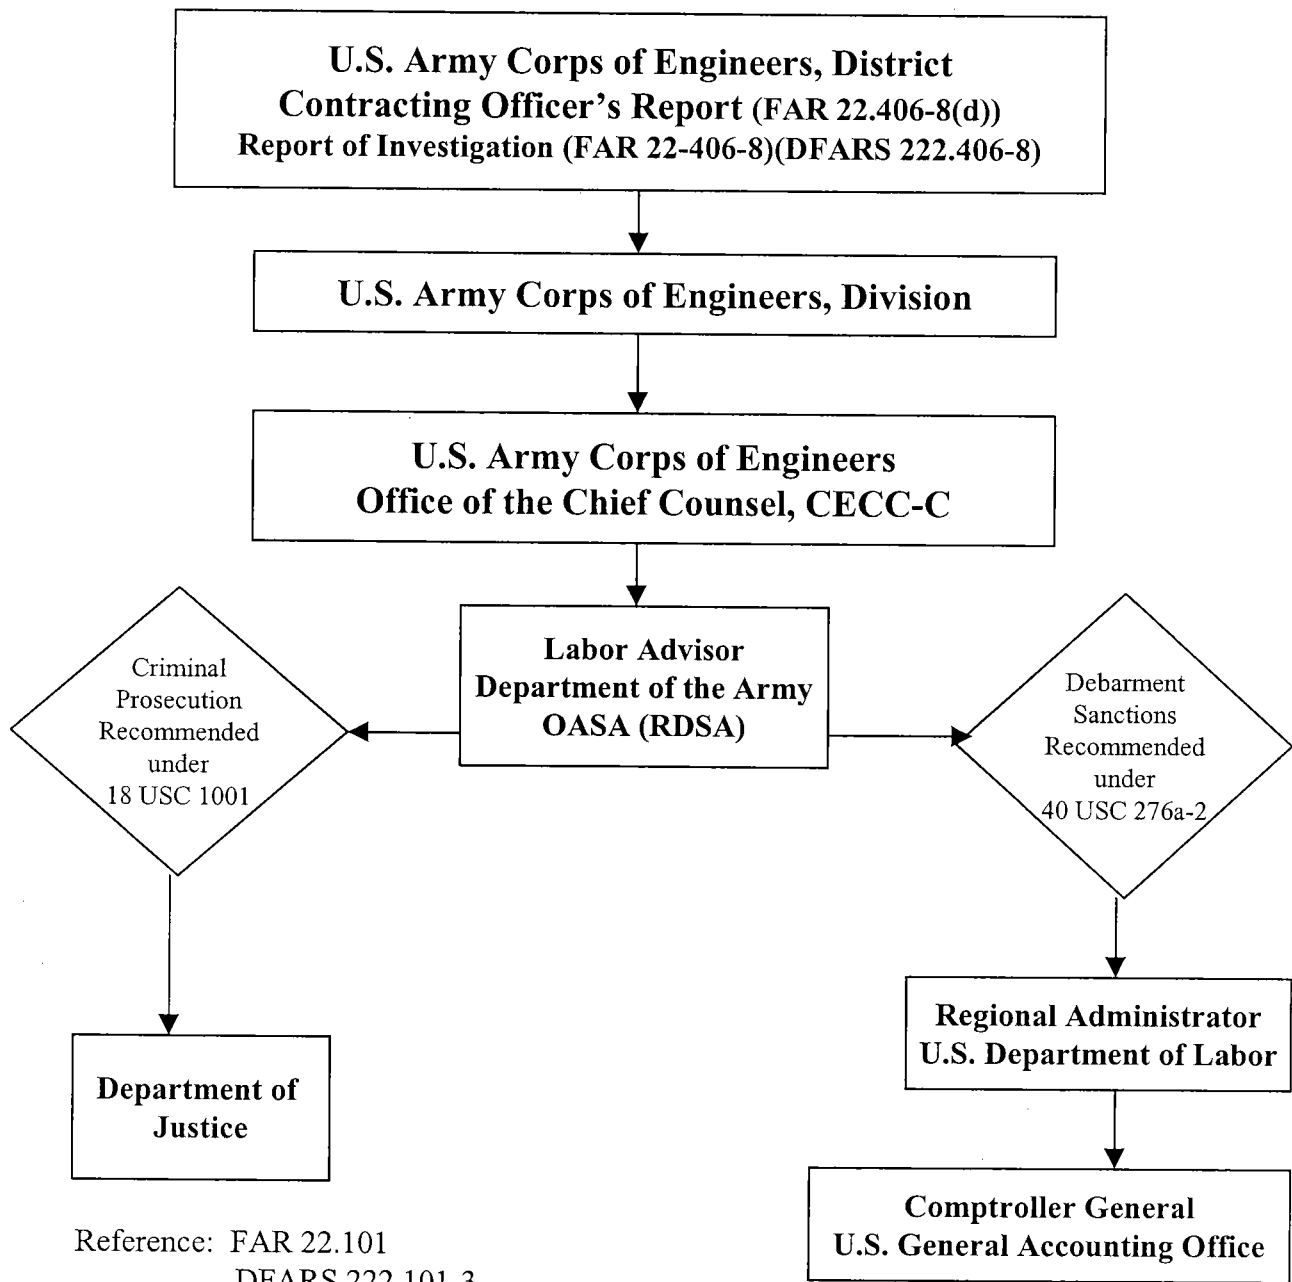 U.S. Army Corps of Engineers, District
Contracting Officer's Report (FAR 22.406-8(d))
Report of Investigation (FAR 22-406-8)(DFARS 222.406-8)
U.S. Army Corps of Engineers, Division
U.S. Army Corps of Engineers
Office of the Chief Counsel, CECC-C
Labor Advisor
Department of the Army
OASA (RDSA)
Criminal
Prosecution
Recommended
under
18 USC 1001
Debarment
Sanctions
Recommended
under
40 USC 276a-2
Department of
Justice
Regional Administrator
U.S. Department of Labor
Comptroller General
U.S. General Accounting Office
Reference: FAR 22.101
DFARS 222.101-3